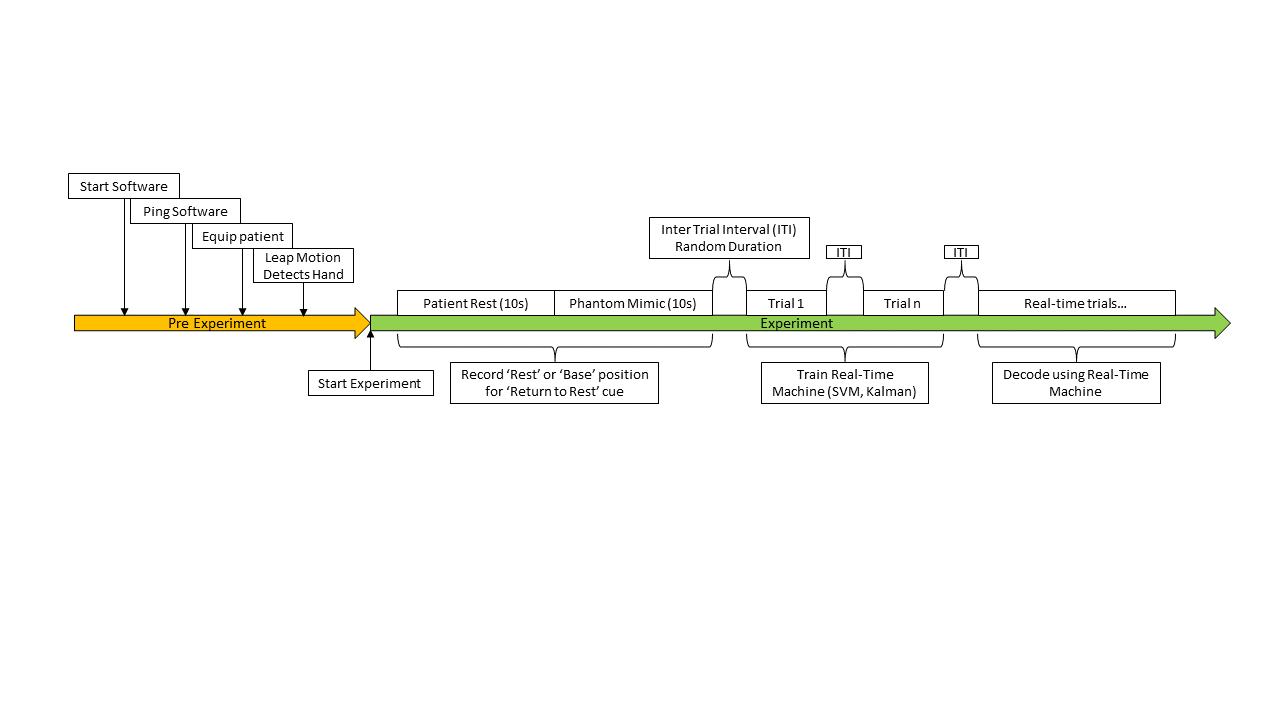 Start Software
Ping Software
Equip patient
Leap Motion
Detects Hand
Pre Experiment
Start Experiment
Inter Trial Interval (ITI)
Random Duration
ITI
ITI
Patient Rest (10s)
Phantom Mimic (10s)
Trial 1
Trial n
Real-time trials…
Experiment
Record ‘Rest’ or ‘Base’ position
for ‘Return to Rest’ cue
Train Real-Time
Machine (SVM, Kalman)
Decode using Real-Time
Machine